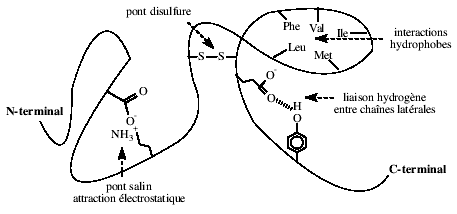 pont disulfure
Phe
Val
Ile
Leu
Met
interactions
hydrophobes
S
S
O
O
O
H
O
liaison hydrogène
entre chaînes latérales
N-terminal
O
O
NH3
+
pont salin
attraction électrostatique
C-terminal